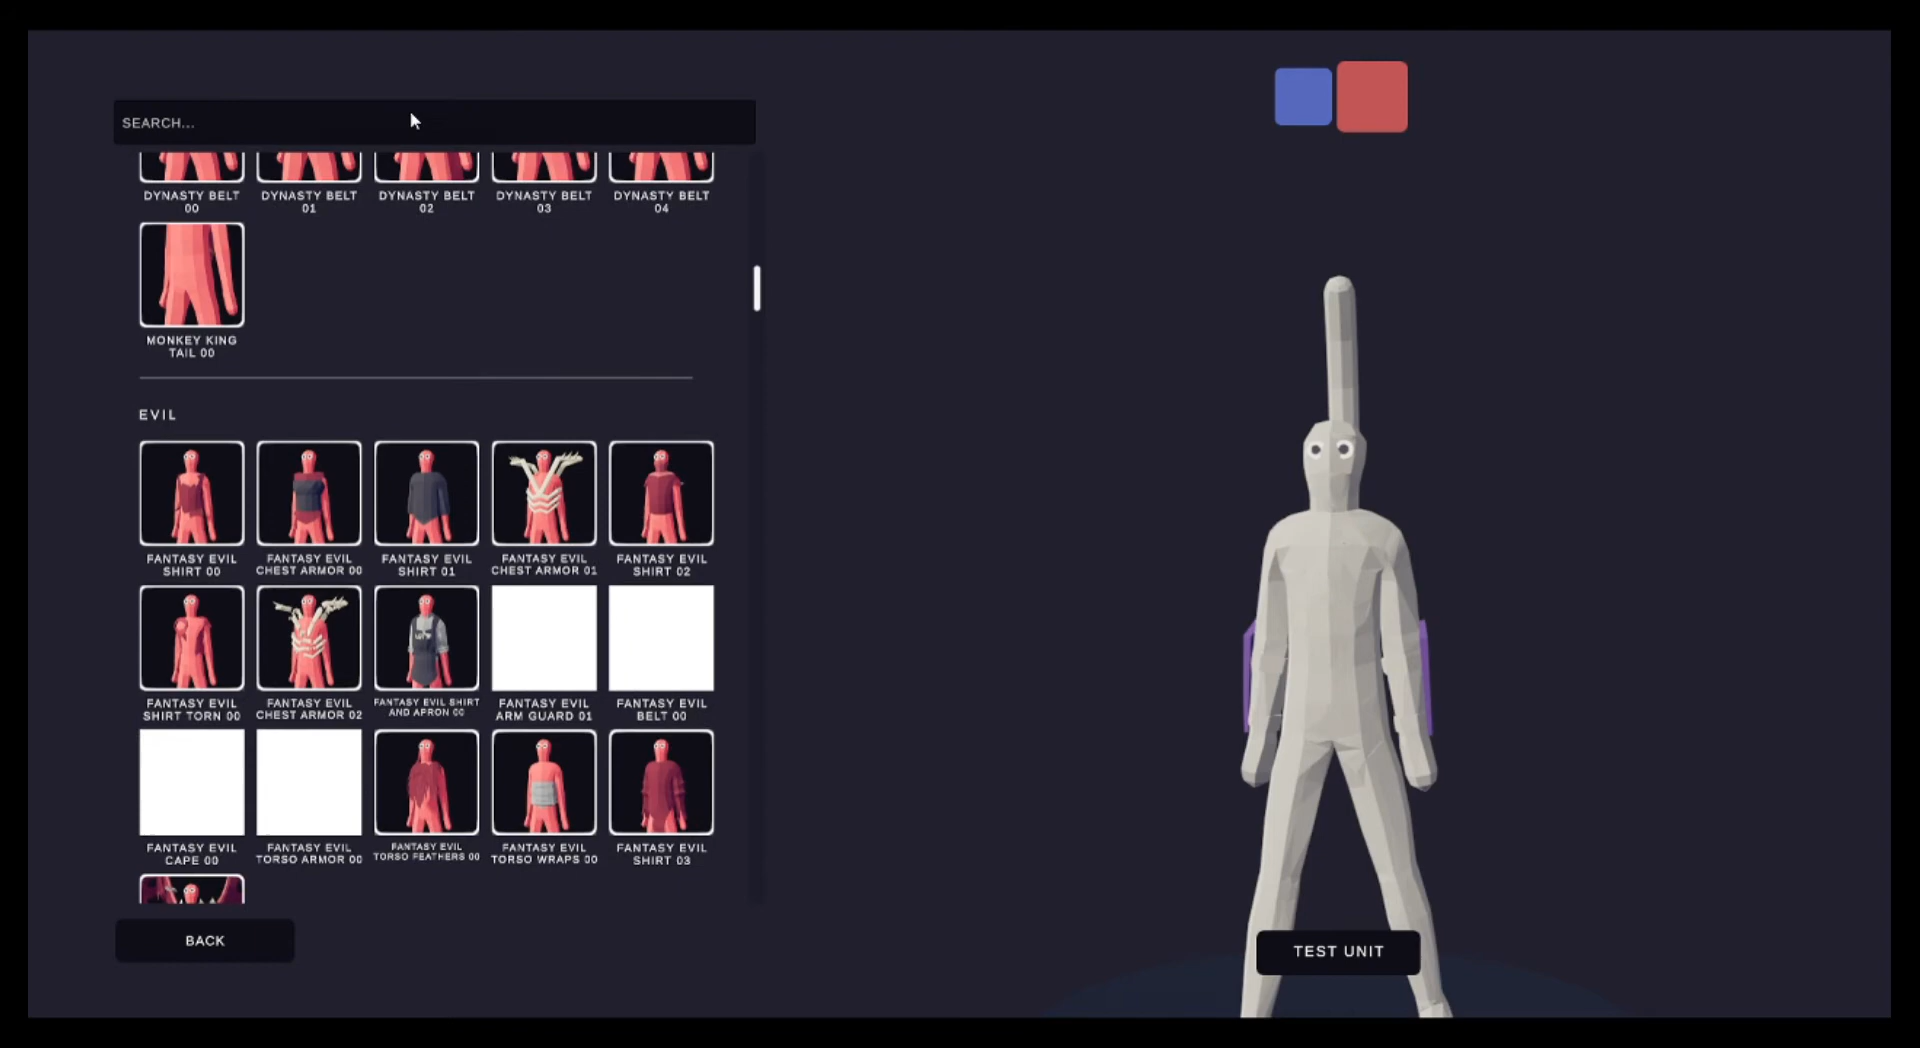 SEARCH...
DYNASTY BELT
00
DYNASTY BELT
01
DYNASTY BELT
02
DYNASTY BELT
03
DYNASTY BELT
04
MONKEY KING
TAIL 00
EVIL
FANTASY EVIL
SHIRT 00
FANTASY EVIL
CHEST ARMOR 00
FANTASY EVIL
SHIRT 01
FANTASY EVIL
CHEST ARMOR 01
FANTASY EVIL
SHIRT 02
FANTASY EVIL
SHIRT TORN 00
FANTASY EVIL
CHEST ARMOR 02
FANTASY EVIL SHIRT
AND APRON 00
FANTASY EVIL
ARM GUARD 01
FANTASY EVIL
BELT 00
FANTASY EVIL
CAPE 00
FANTASY EVIL
TORSO ARMOR 00
FANTASY EVIL
TORSO FEATHERS 00
FANTASY EVIL
TORSO WRAPS 00
FANTASY EVIL
SHIRT 03
BACK
TEST UNIT